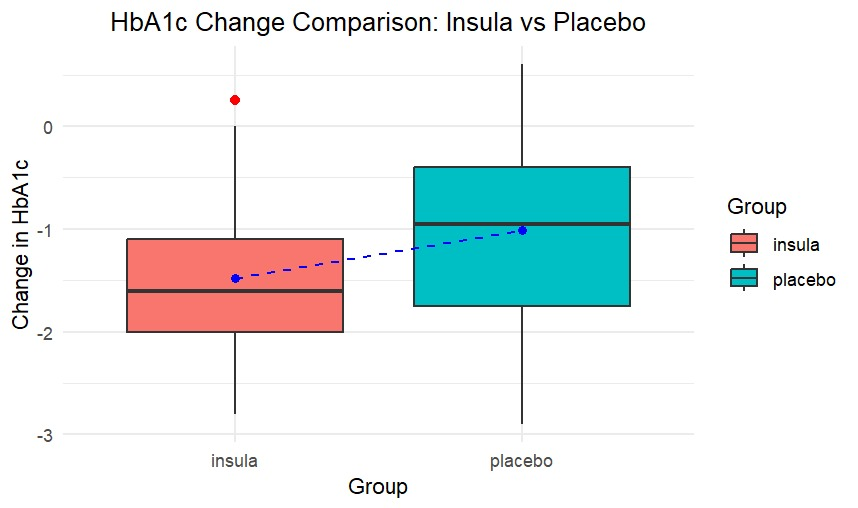 HbA1c Change Comparison: Insula vs Placebo
Change in HbA1c
0
-1
-2
-3
insula
placebo
Group
Group
insula
placebo